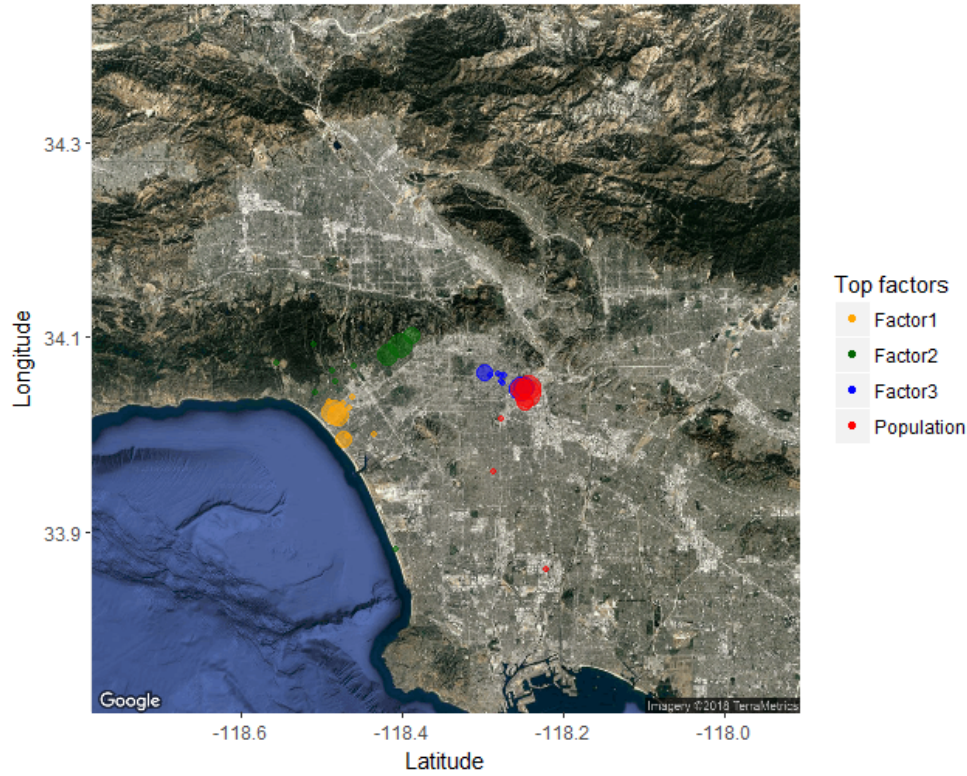 34.3
34.1
33.9
Longitude
-118.6
-118.4
-118.2
-118.0
Latitude
Top factors
Factor1
Factor2
Factor3
Population
Google
Imagery ©2018 TerraMetrics